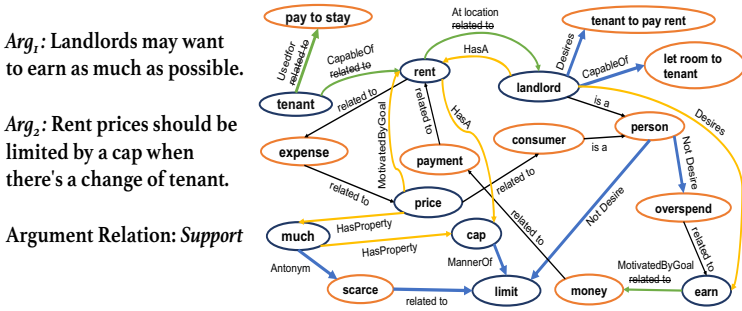 Arg₁: Landlords may want
to earn as much as possible.
Arg₂: Rent prices should be
limited by a cap when
there's a change of tenant.
Argument Relation: Support
pay to stay
Usedfor
related to
tenant
CapableOf
related to
At location
related to
rent
HasA
landlord
Desires
tenant to pay rent
CapableOf
let room to
tenant
is a
Desires
related to
expense
MotivatedByGoal
related to
HasA
payment
consumer
is a
person
related to
price
related to
Not Desire
Not Desire
overspend
much
HasProperty
HasProperty
cap
related to
related to
Antonym
scarce
related to
MannerOf
limit
money
MotivatedByGoal
related to
earn